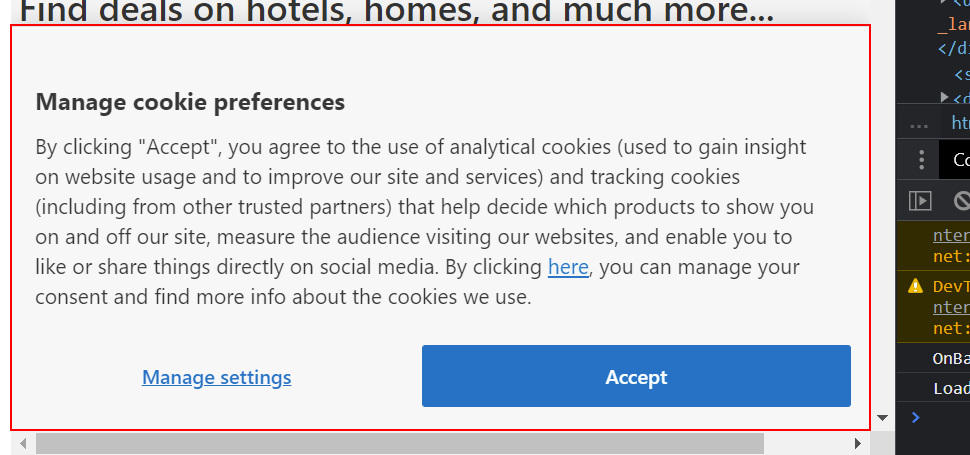 Find deals on hotels, homes, and much more...
Manage cookie preferences
By clicking "Accept", you agree to the use of analytical cookies (used to gain insight
on website usage and to improve our site and services) and tracking cookies
(including from other trusted partners) that help decide which products to show you
on and off our site, measure the audience visiting our websites, and enable you to
like or share things directly on social media. By clicking here, you can manage your
consent and find more info about the cookies we use.
Manage settings
Accept
_la
</di
<s
<d
...
ht
Co
nter
net:
DevT
nter
net:
OnBa
Load